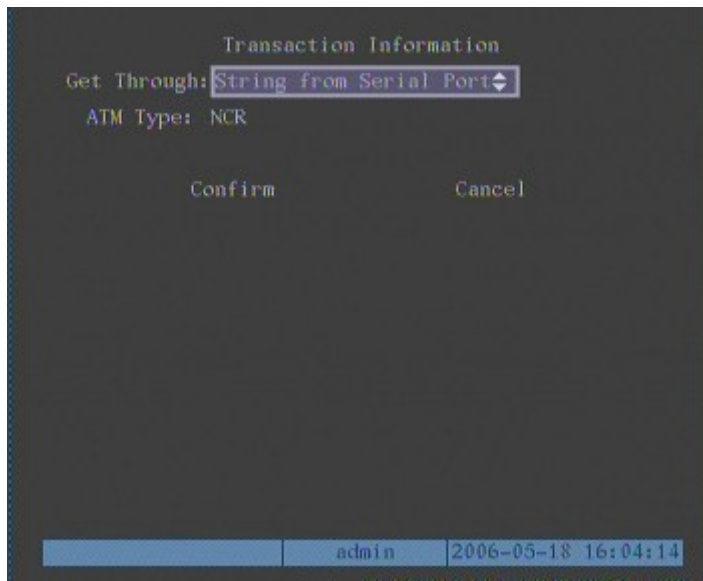 Transaction Information
Get Through: String from Serial Port
ATM Type: NCR
Confirm Cancel
admin 2006-05-18 16:04:14